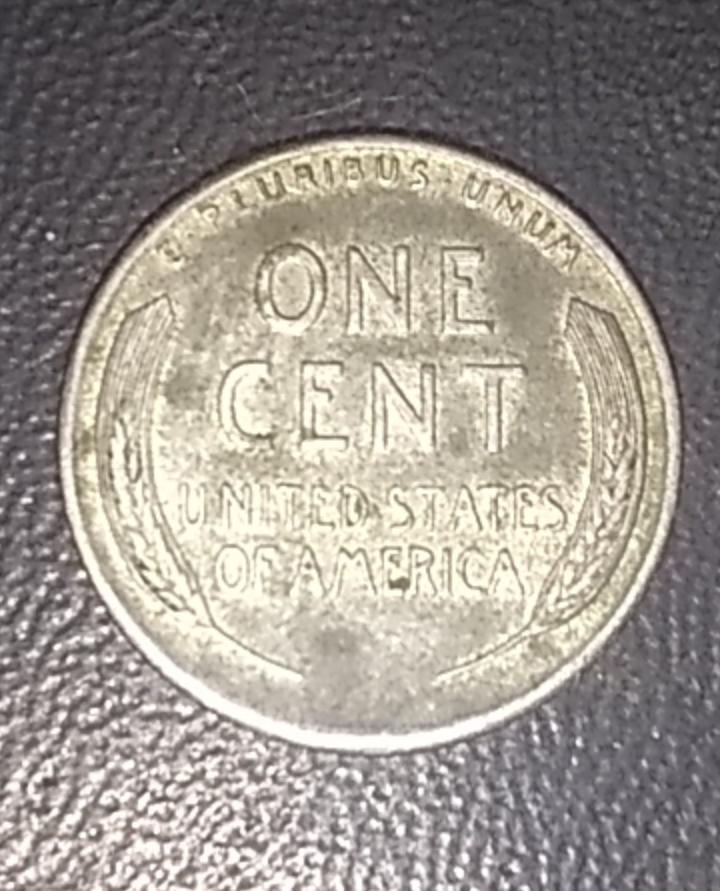 E·PLURIBUS·UNUM
ONE
CENT
UNITED·STATES
OF·AMERICA